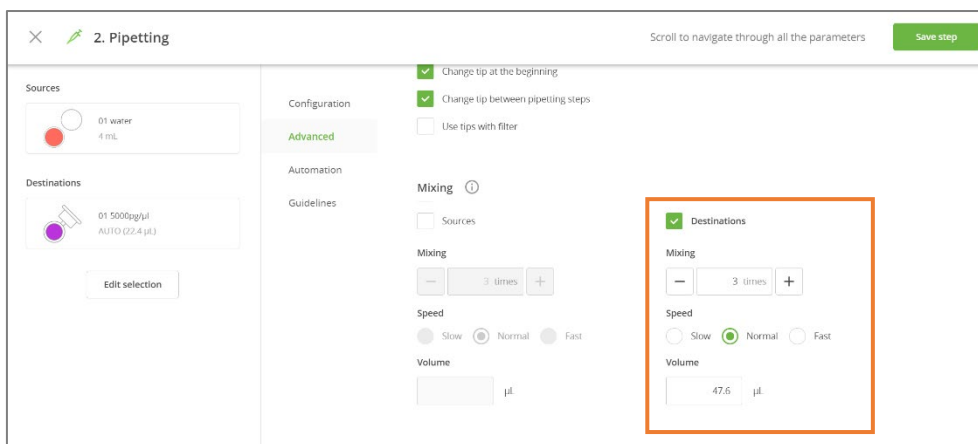 2. Pipetting
Scroll to navigate through all the parameters
Save step
Sources
01 water
4 mL
Destinations
01 5000pg/µl
AUTO (22.4 µL)
Edit selection
Configuration
Advanced
Automation
Guidelines
Change tip at the beginning
Change tip between pipetting steps
Use tips with filter
Mixing
Sources
Mixing
3 times
Speed
Slow Normal Fast
Volume
µL
Destinations
Mixing
3 times
Speed
Slow Normal Fast
Volume
47.6 µL